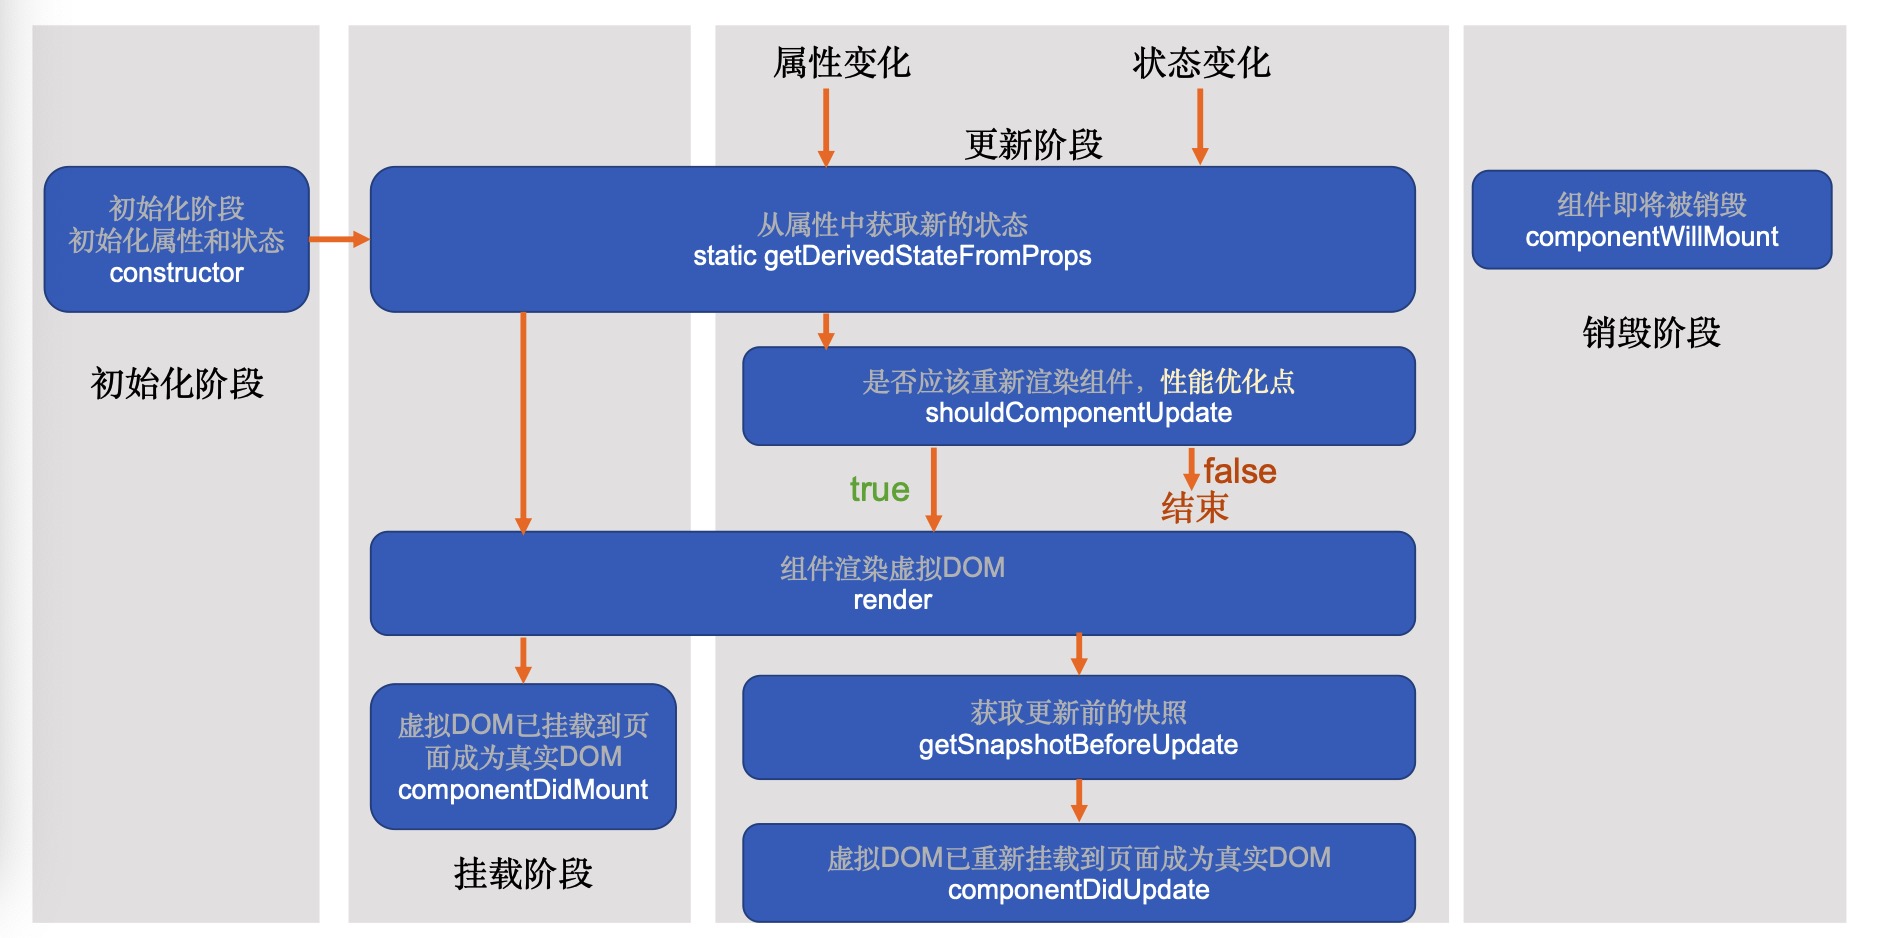 属性变化
状态变化
更新阶段
初始化阶段
初始化属性和状态
constructor
从属性中获取新的状态
static getDerivedStateFromProps
组件即将被销毁
componentWillMount
初始化阶段
销毁阶段
是否应该重新渲染组件，性能优化点
shouldComponentUpdate
true
false
结束
组件渲染虚拟DOM
render
虚拟DOM已挂载到页
面成为真实DOM
componentDidMount
获取更新前的快照
getSnapshotBeforeUpdate
挂载阶段
虚拟DOM已重新挂载到页面成为真实DOM
componentDidUpdate